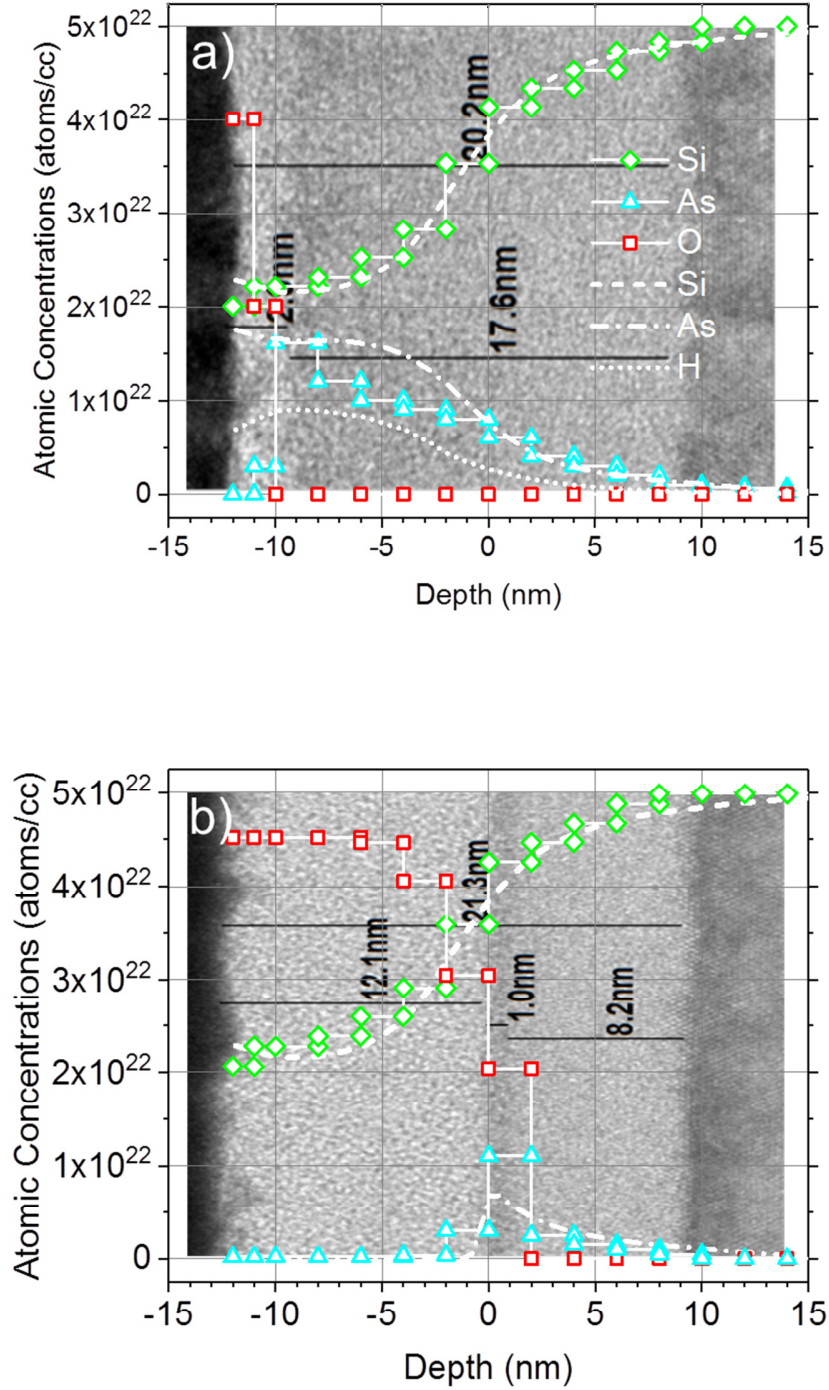 a)
Atomic Concentrations (atoms/cc)
5x10²²
4x10²²
3x10²²
2x10²²
1x10²²
0
30.2nm
17.6nm
Si
As
O
Si
As
H
-15 -10 -5 0 5 10 15
Depth (nm)
b)
Atomic Concentrations (atoms/cc)
5x10²²
4x10²²
3x10²²
2x10²²
1x10²²
0
21.3nm
12.1nm
1.0nm
8.2nm
-15 -10 -5 0 5 10 15
Depth (nm)